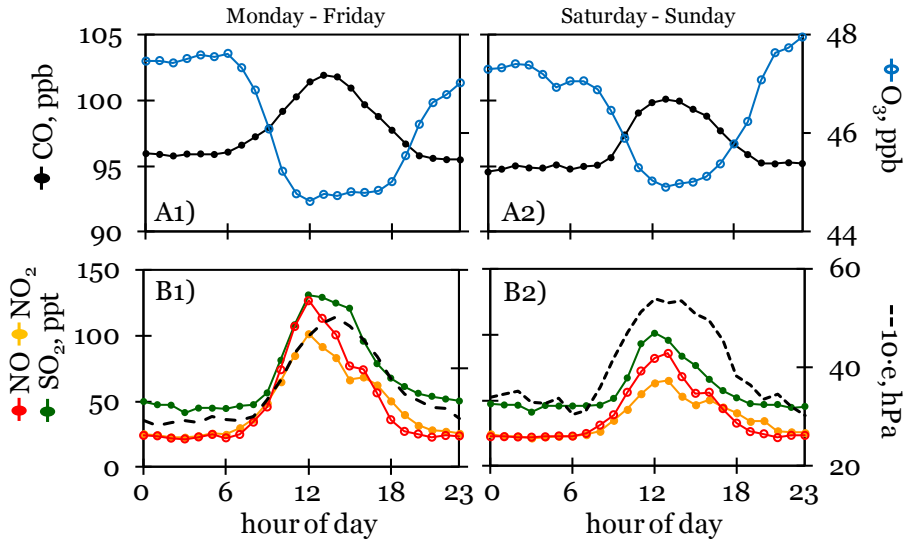 Monday - Friday
Saturday - Sunday
CO, ppb
105
100
95
90
A1)
A2)
48
46
44
O₃, ppb
NO NO₂
SO₂, ppt
150
100
50
0
B1)
B2)
60
40
20
10·e, hPa
0 6 12 18 23
0 6 12 18 23
hour of day
hour of day